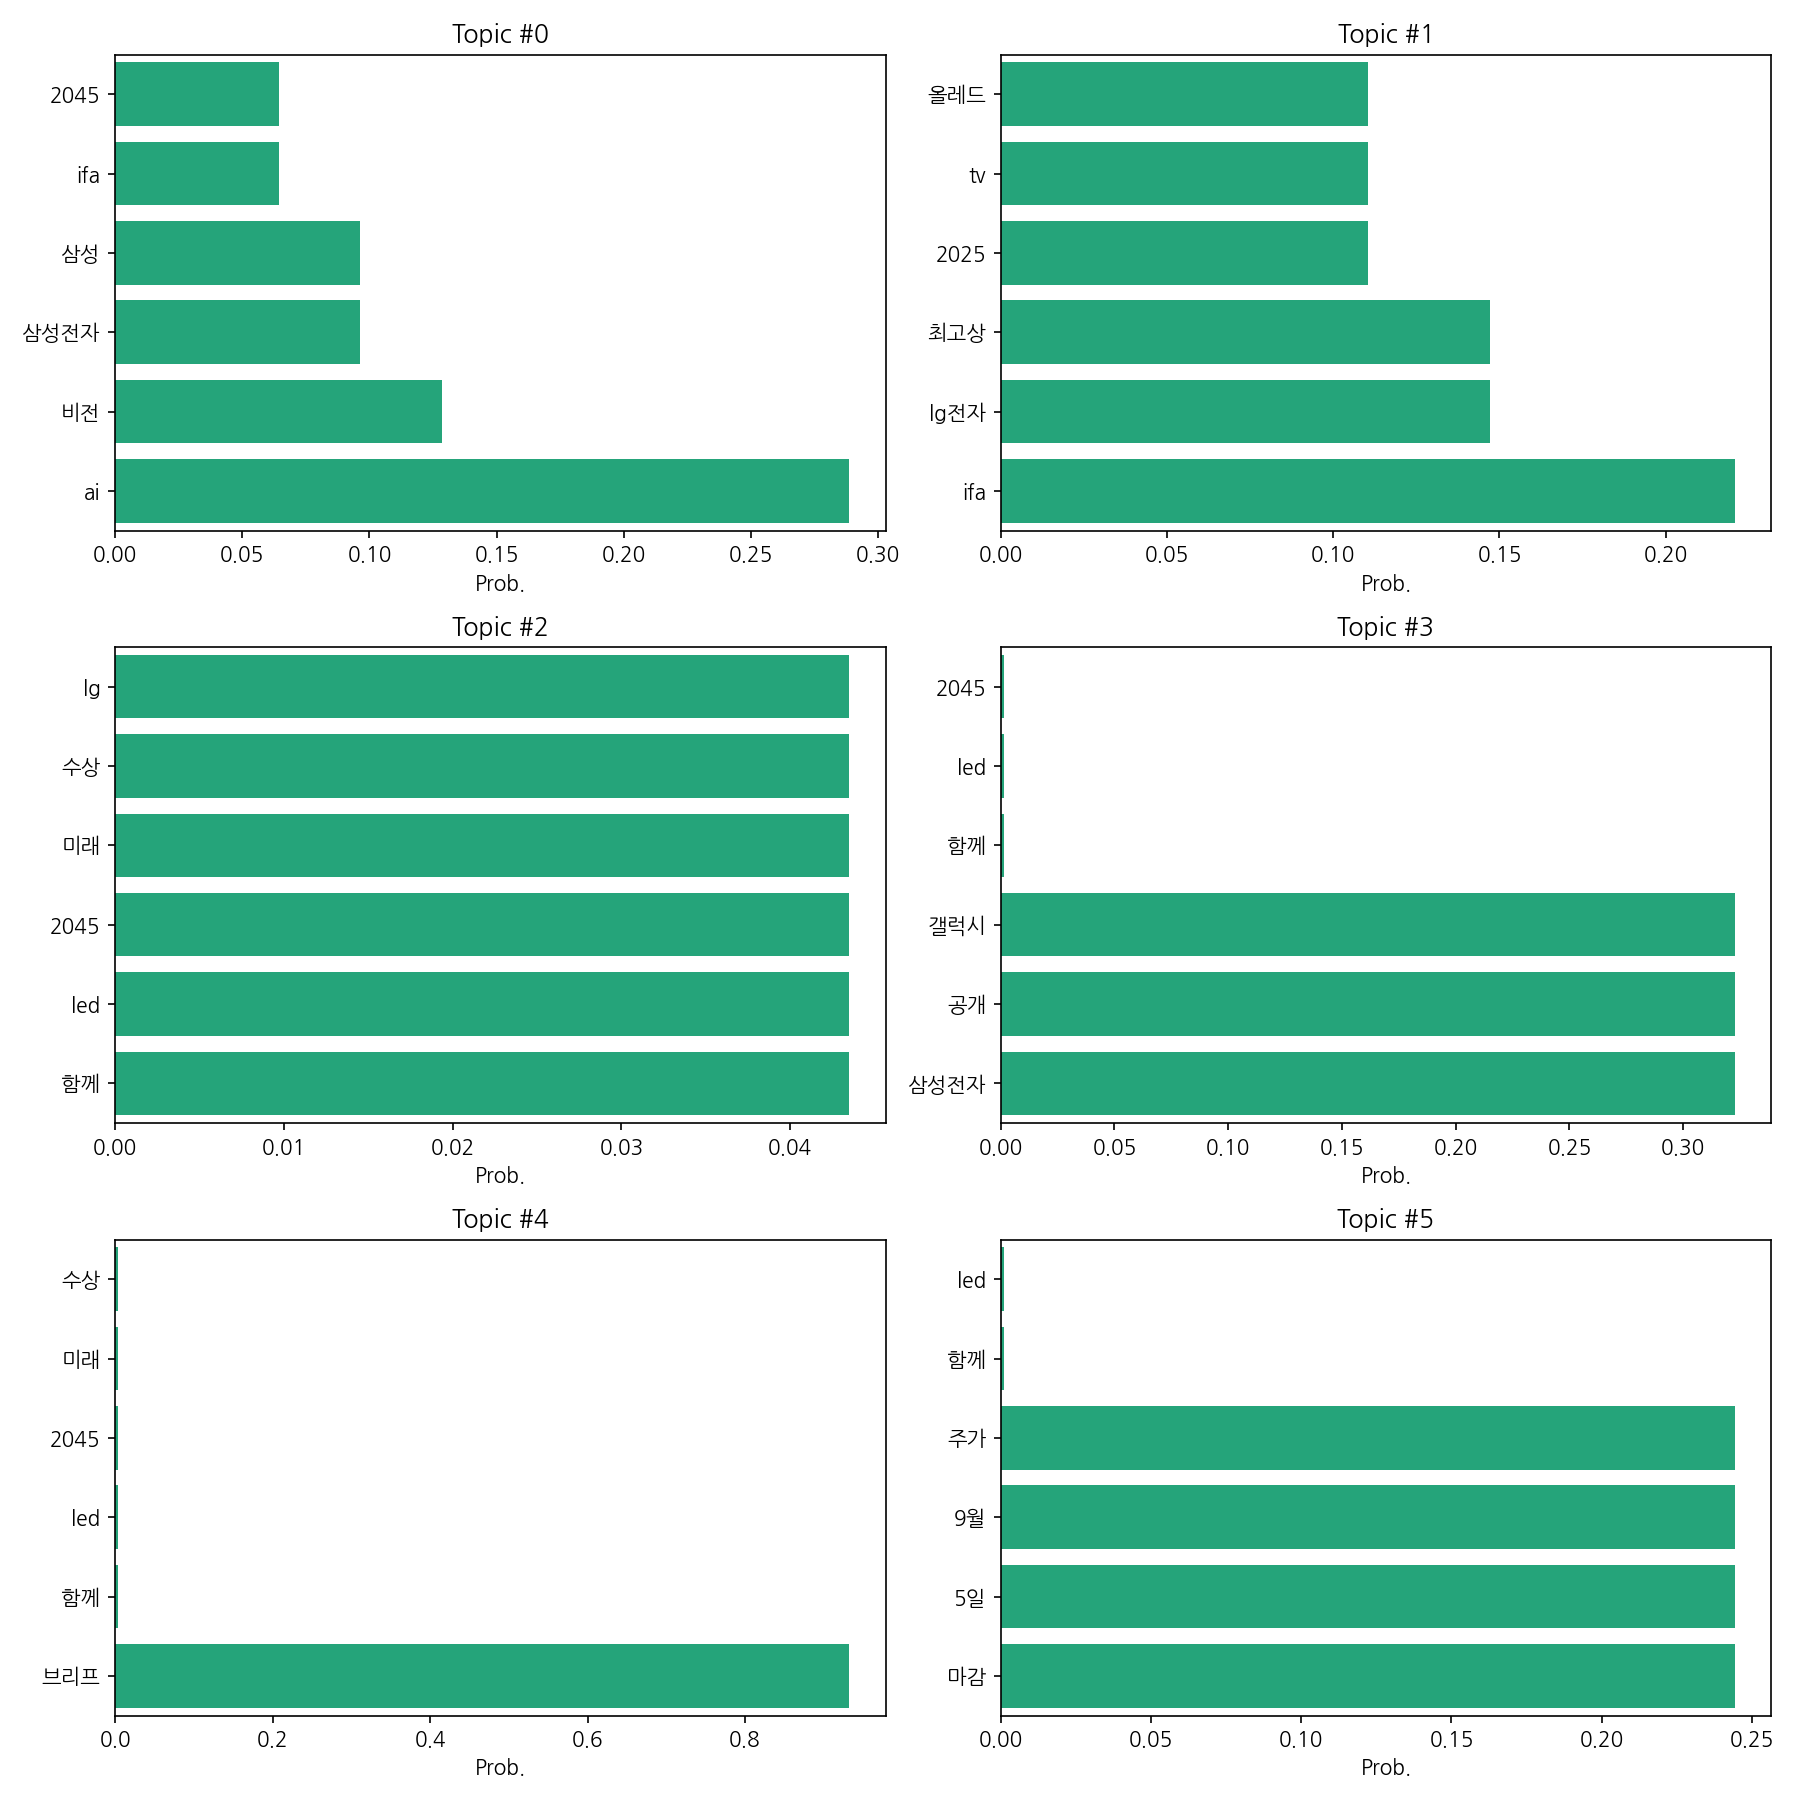 Topic #0
2045
ifa
삼성
삼성전자
비전
ai
0.00 0.05 0.10 0.15 0.20 0.25 0.30
Prob.
Topic #1
올레드
tv
2025
최고상
lg전자
ifa
0.00 0.05 0.10 0.15 0.20
Prob.
Topic #2
lg
수상
미래
2045
led
함께
0.00 0.01 0.02 0.03 0.04
Prob.
Topic #3
2045
led
함께
갤럭시
공개
삼성전자
0.00 0.05 0.10 0.15 0.20 0.25 0.30
Prob.
Topic #4
수상
미래
2045
led
함께
브리프
0.0 0.2 0.4 0.6 0.8
Prob.
Topic #5
led
함께
주가
9월
5일
마감
0.00 0.05 0.10 0.15 0.20 0.25
Prob.